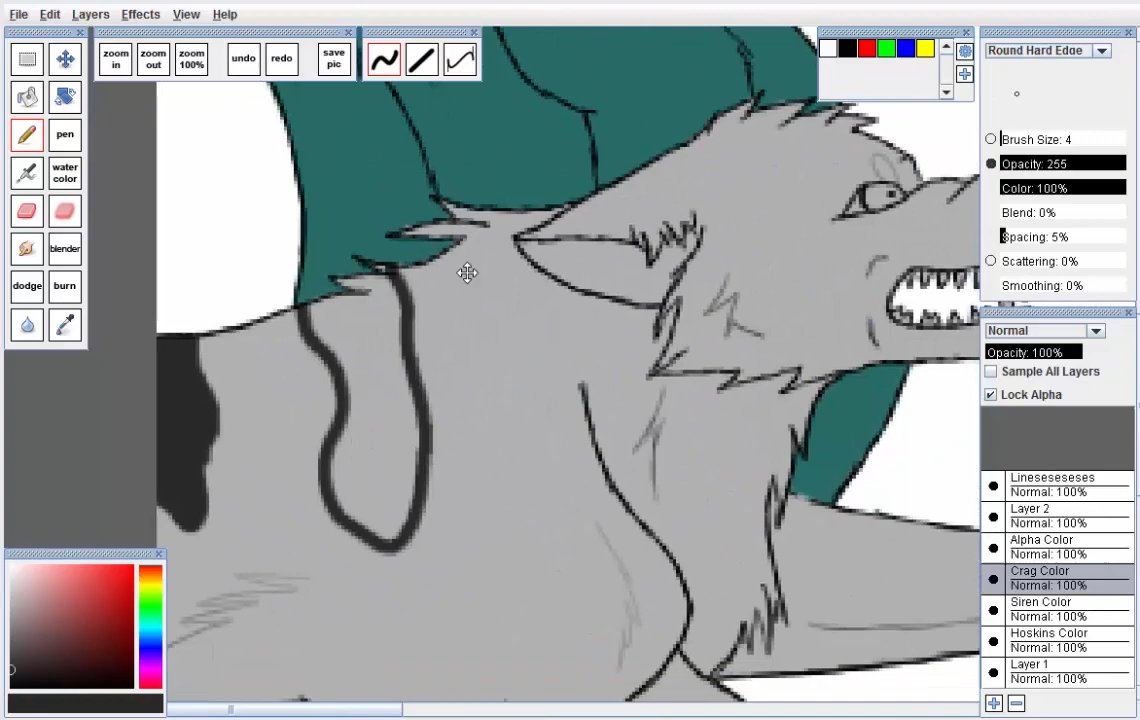 File Edit Layers Effects View Help
zoom in
zoom out
zoom 100%
undo
redo
save pic
pen
water color
blender
dodge
burn
Round Hard Edge
Brush Size: 4
Opacity: 255
Color: 100%
Blend: 0%
Spacing: 5%
Scattering: 0%
Smoothing: 0%
Normal
Opacity: 100%
Sample All Layers
Lock Alpha
Lineseseseses
Normal: 100%
Layer 2
Normal: 100%
Alpha Color
Normal: 100%
Crag Color
Normal: 100%
Siren Color
Normal: 100%
Hoskins Color
Normal: 100%
Layer 1
Normal: 100%